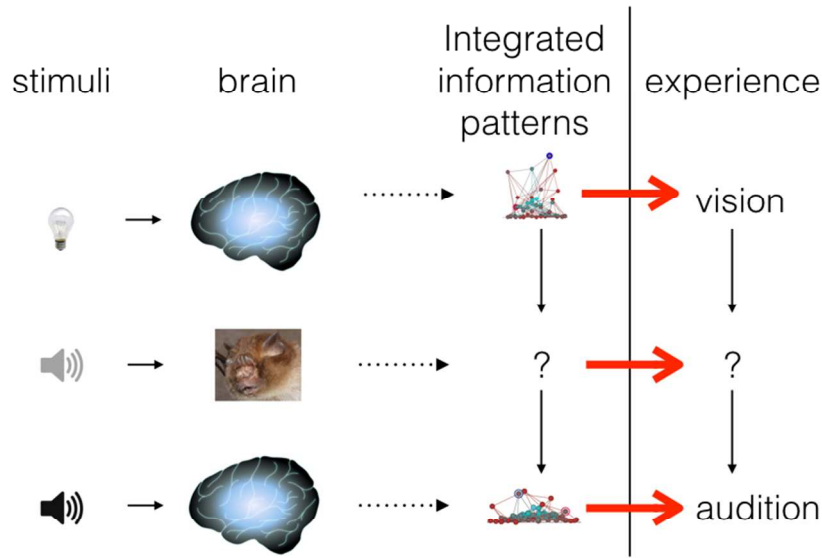 stimuli
brain
Integrated
information
patterns
experience
vision
?
?
audition